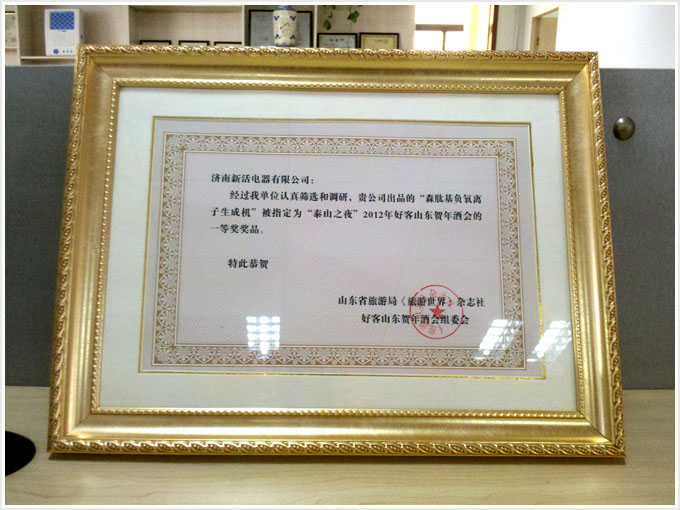 济南新活电器有限公司：
经过我单位认真筛选和调研，贵公司出品的“森肽基负氧离
子生成机”被指定为“泰山之夜”2012年好客山东贺年酒会的
一等奖奖品。
特此恭贺
山东省旅游局《旅游世界》杂志社
好客山东贺年酒会组委会